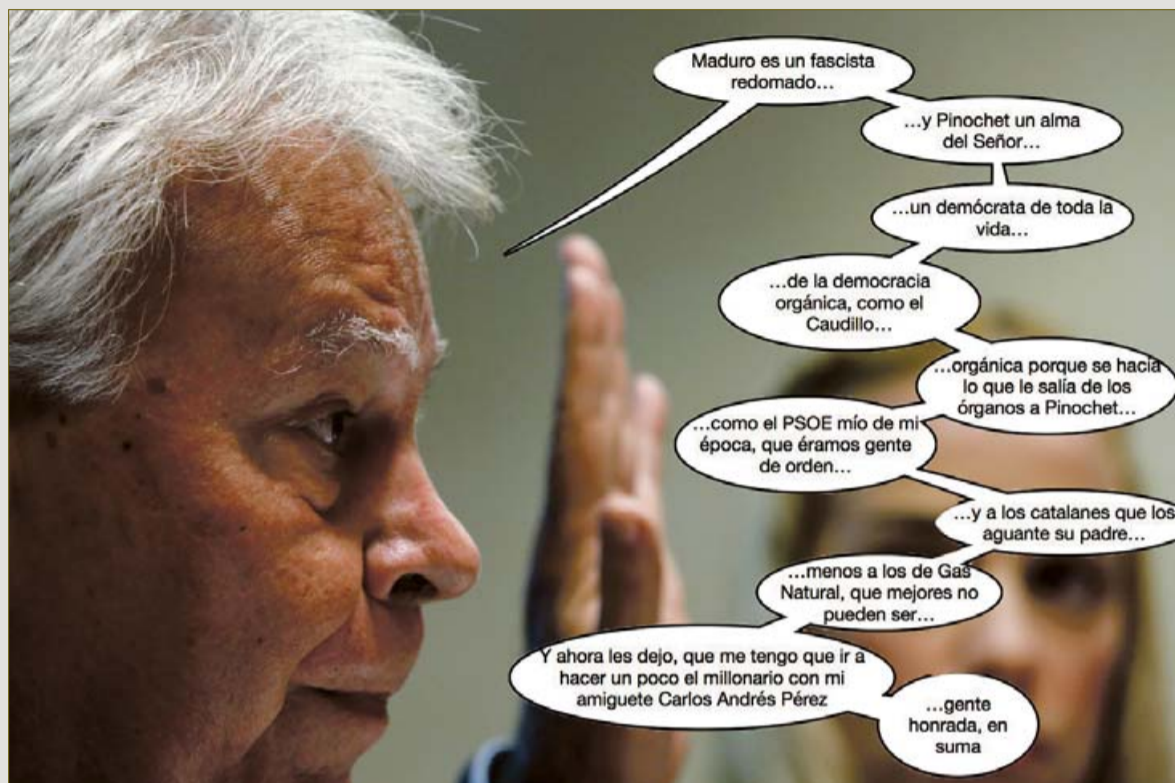 Maduro es un fascista
redomado…
…y Pinochet un alma
del Señor…
…un demócrata de toda la
vida…
…de la democracia
orgánica, como el
Caudillo…
…orgánica porque se hacía
lo que le salía de los
órganos a Pinochet…
…como el PSOE mío de mi
época, que éramos gente
de orden…
…y a los catalanes que los
aguante su padre…
…menos a los de Gas
Natural, que mejores no
pueden ser…
Y ahora les dejo, que me tengo que ir a
hacer un poco el millonario con mi
amiguete Carlos Andrés Pérez
…gente
honrada, en
suma